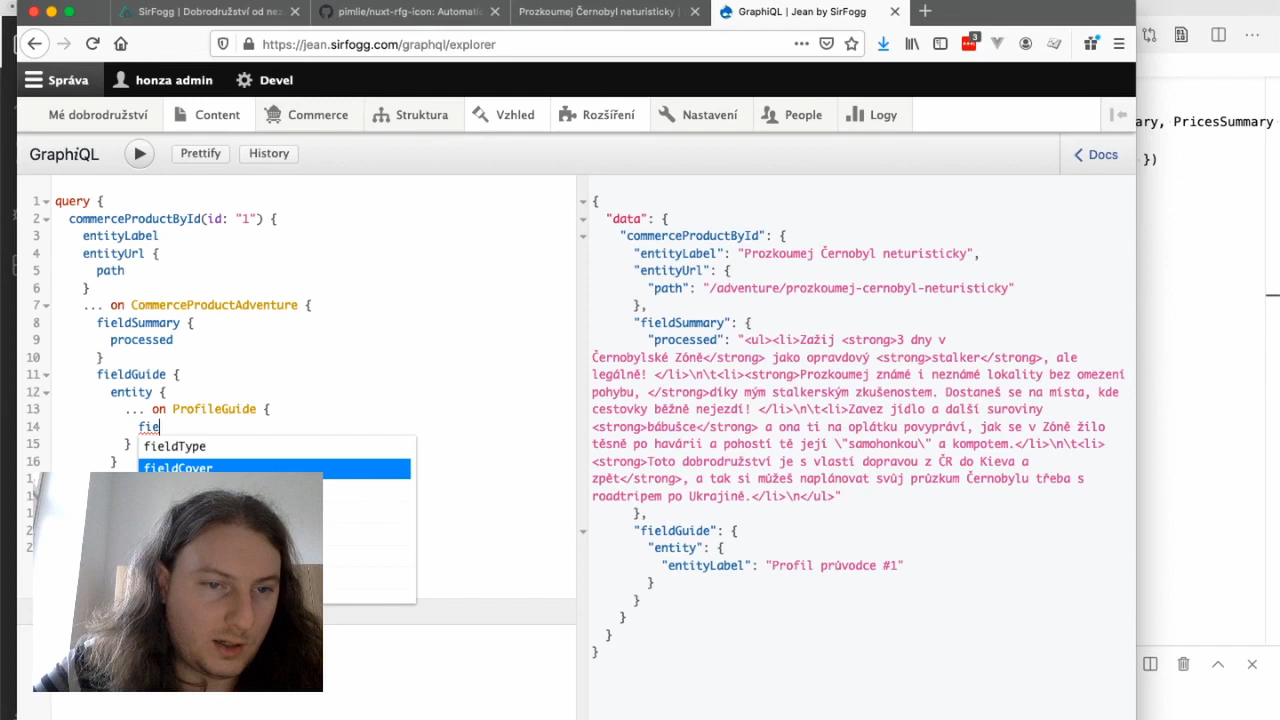 SirFogg | Dobrodružství od nez
pimlie/nuxt-rfg-icon: Automatic
Prozkoumej Černobyl neturisticky |
GraphiQL | Jean by SirFogg
https://jean.sirfogg.com/graphql/explorer
3
Správa
honza admin
Devel
Mé dobrodružství
Content
Commerce
Struktura
Vzhled
Rozšíření
Nastavení
People
Logy
GraphiQL
Prettify
History
Docs
1 query {
2 commerceProductById(id: "1") {
3 entityLabel
4 entityUrl {
5 path
6 }
7 ... on CommerceProductAdventure {
8 fieldSummary {
9 processed
10 }
11 fieldGuide {
12 entity {
13 ... on ProfileGuide {
14 fie
15 }
16 }
fieldType
fieldCover
{
"data": {
"commerceProductById": {
"entityLabel": "Prozkoumej Černobyl neturisticky",
"entityUrl": {
"path": "/adventure/prozkoumej-cernobyl-neturisticky"
},
"fieldSummary": {
"processed": "<ul><li>Zažij <strong>3 dny v
Černobylské Zóně</strong> jako opravdový <strong>stalker</strong>, ale
legálně! </li>\n\t<li><strong>Prozkoumej známé i neznámé lokality bez omezení
pohybu, </strong>díky mým stalkerským zkušenostem. Dostaneš se na místa, kde
cestovky běžně nejezdí! </li>\n\t<li>Zavez jídlo a další suroviny
<strong>bábušce</strong> a ona ti na oplátku povypráví, jak se v Zóně žilo
těsně po havárii a pohostí tě její \"samohonkou\" a kompotem.</li>\n\t<li>
<strong>Toto dobrodružství je s vlastí dopravou z ČR do Kieva a
zpět</strong>, a tak si můžeš naplánovat svůj průzkum Černobylu třeba s
roadtripem po Ukrajině.</li>\n</ul>"
},
"fieldGuide": {
"entity": {
"entityLabel": "Profil průvodce #1"
}
}
}
}
}
ary, PricesSummary
})